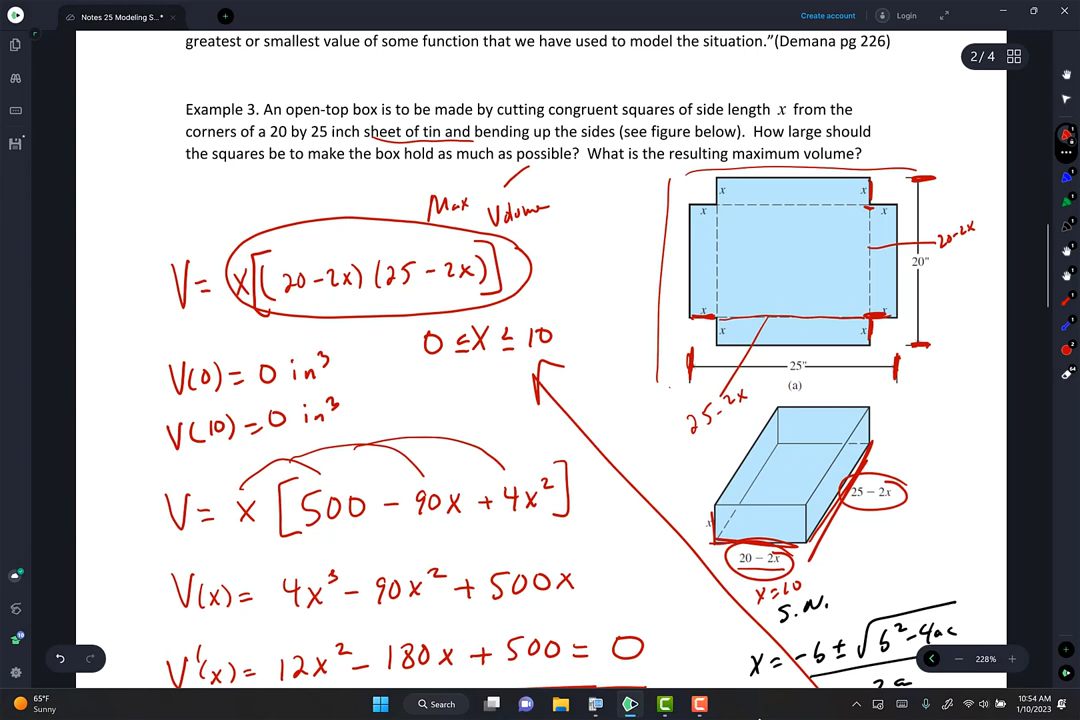 Notes 25 Modeling S...*
Create account
Login
greatest or smallest value of some function that we have used to model the situation."(Demana pg 226)
2/4
Example 3. An open-top box is to be made by cutting congruent squares of side length x from the
corners of a 20 by 25 inch sheet of tin and bending up the sides (see figure below). How large should
the squares be to make the box hold as much as possible? What is the resulting maximum volume?
Max Volume
V = x[(20-2x)(25-2x)]
0 ≤ x ≤ 10
V(0) = 0 in³
V(10) = 0 in³
V = x [500 - 90x + 4x²]
V(x) = 4x³ - 90x² + 500x
V'(x) = 12x² - 180x + 500 = 0
x
x
x
x
20-2x
20"
x
x
x
x
25"
(a)
25-2x
25 – 2x
x
20 – 2x
x=10
S.N.
x = -b ± √b²-4ac
2a
228%
65°F
Sunny
Search
10:54 AM
1/10/2023